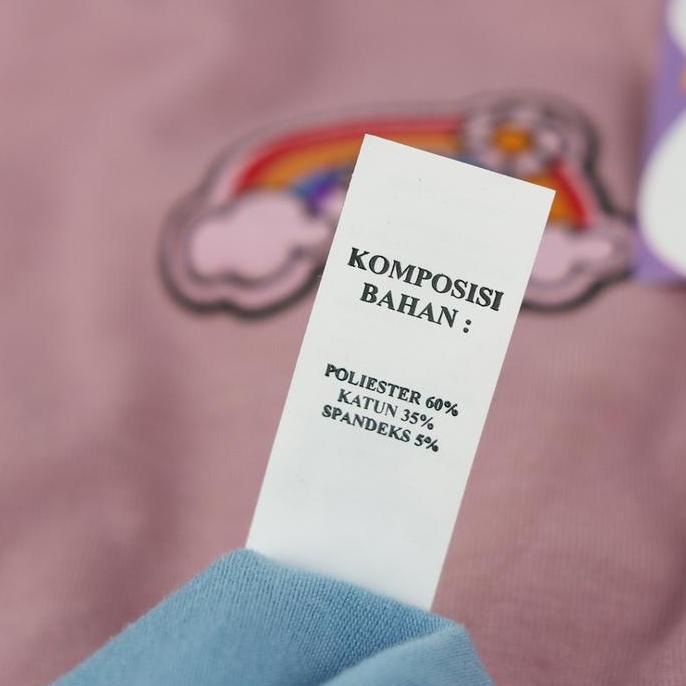 KOMPOSISI
BAHAN :
POLIESTER 60%
KATUN 35%
SPANDEKS 5%